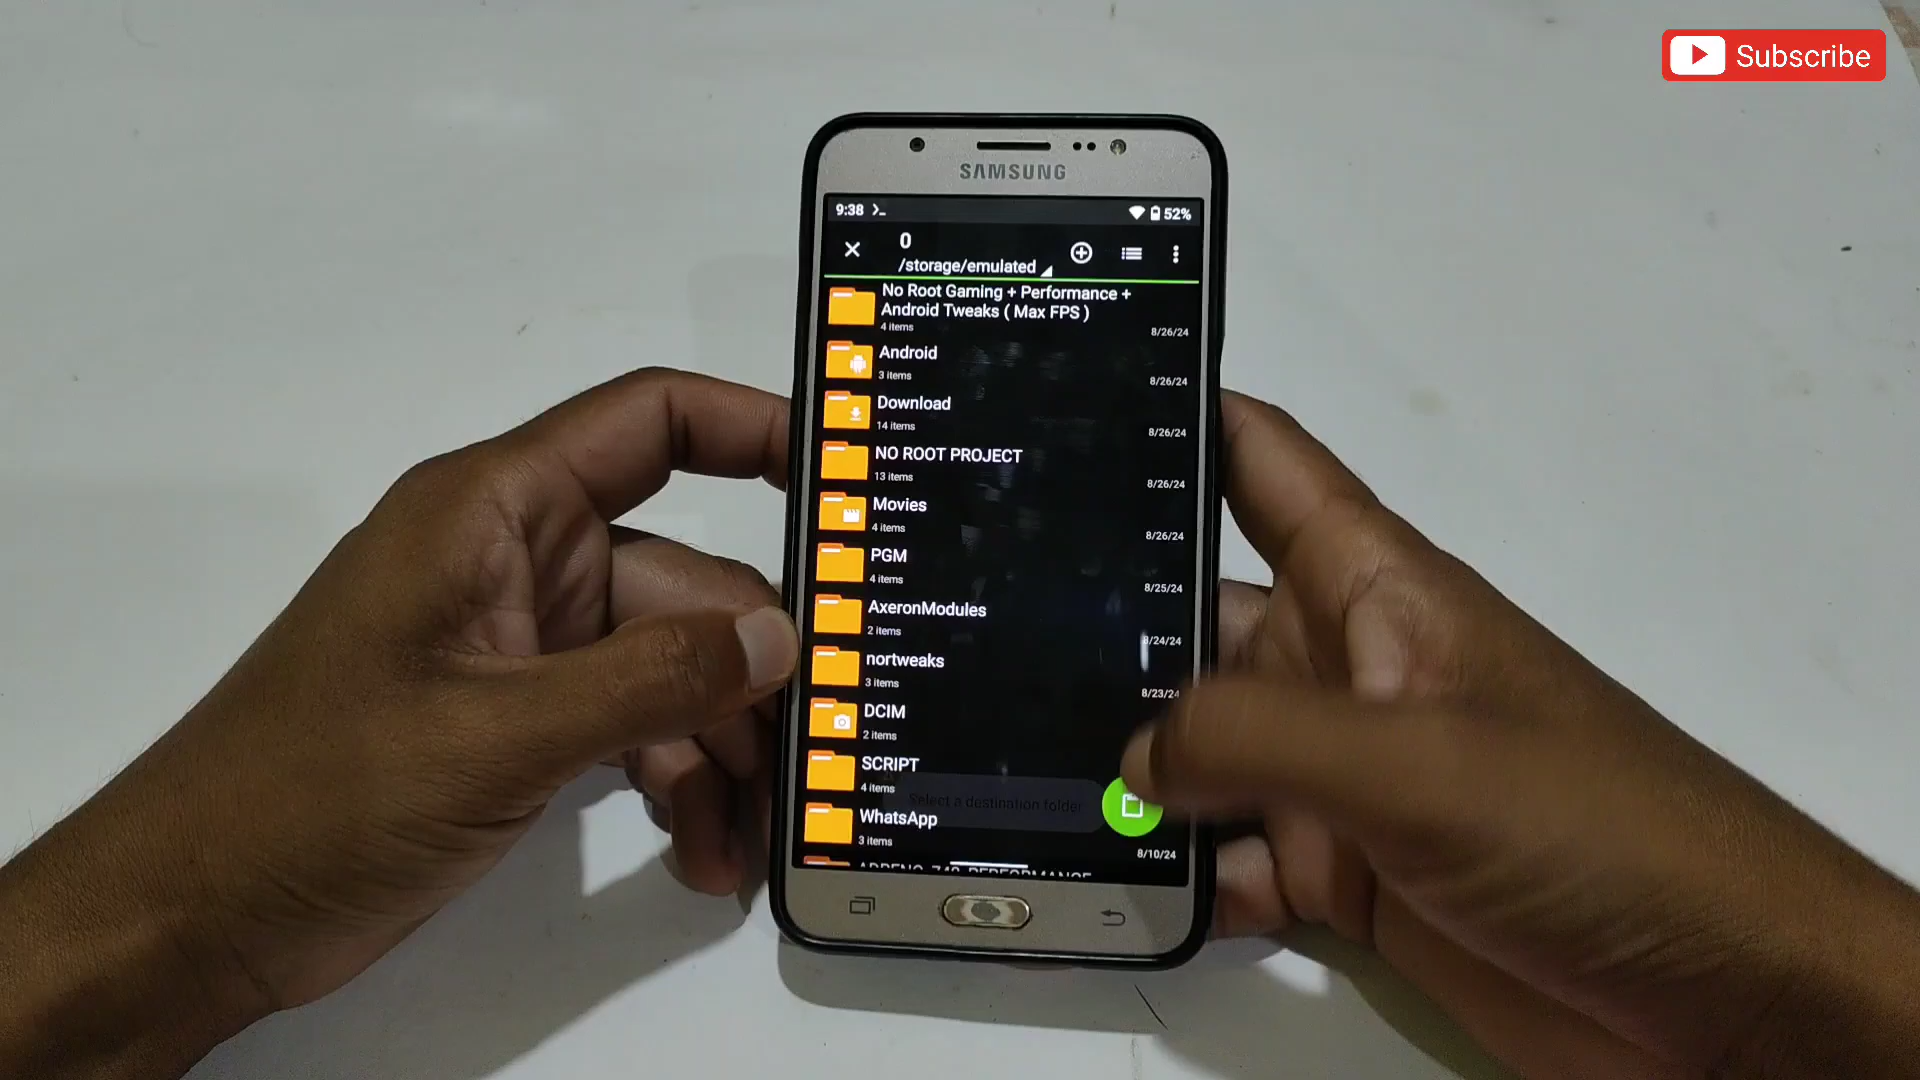 Subscribe
SAMSUNG
9:38 52%
0
/storage/emulated
No Root Gaming + Performance +
Android Tweaks ( Max FPS )
4 items 8/26/24
Android
3 items 8/26/24
Download
14 items 8/26/24
NO ROOT PROJECT
13 items 8/26/24
Movies
4 items 8/26/24
PGM
4 items 8/25/24
AxeronModules
2 items 8/24/24
nortweaks
3 items 8/23/24
DCIM
2 items
SCRIPT
4 items
Select a destination folder
WhatsApp
3 items 8/10/24